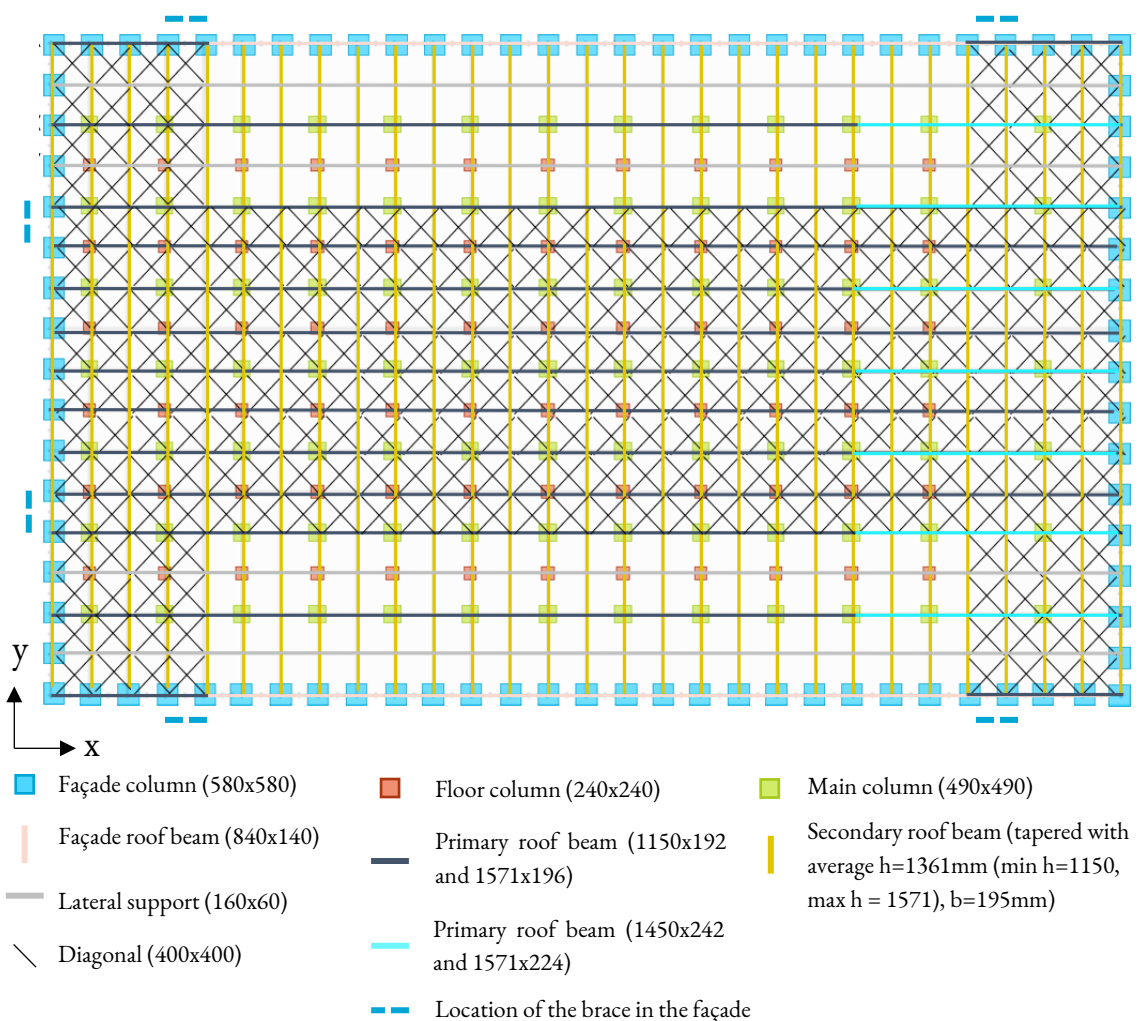 y
x
Façade column (580x580)
Floor column (240x240)
Main column (490x490)
Façade roof beam (840x140)
Primary roof beam (1150x192
and 1571x196)
Secondary roof beam (tapered with
average h=1361mm (min h=1150,
max h = 1571), b=195mm)
Lateral support (160x60)
Primary roof beam (1450x242
and 1571x224)
Diagonal (400x400)
Location of the brace in the façade